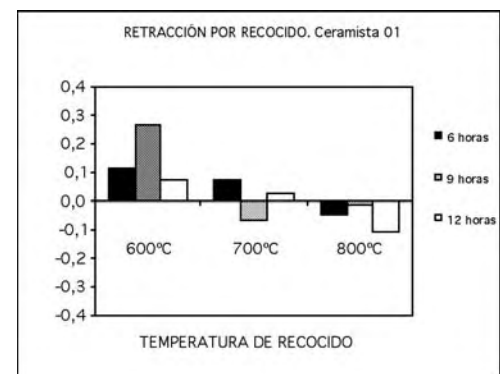 RETRACCIÓN POR RECOCIDO. Ceramista 01
0,4
0,3
0,2
0,1
0,0
-0,1
-0,2
-0,3
-0,4
600ºC 700ºC 800ºC
6 horas
9 horas
12 horas
TEMPERATURA DE RECOCIDO